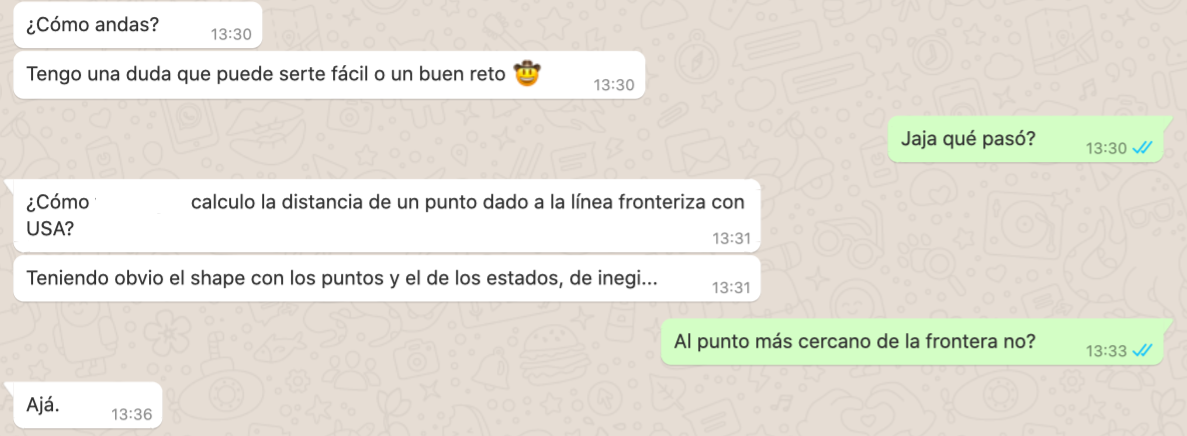 ¿Cómo andas?
13:30
Tengo una duda que puede serte fácil o un buen reto 🤠
13:30
Jaja qué pasó?
13:30
¿Cómo calculo la distancia de un punto dado a la línea fronteriza con
USA?
13:31
Teniendo obvio el shape con los puntos y el de los estados, de inegi...
13:31
Al punto más cercano de la frontera no?
13:33
Ajá.
13:36